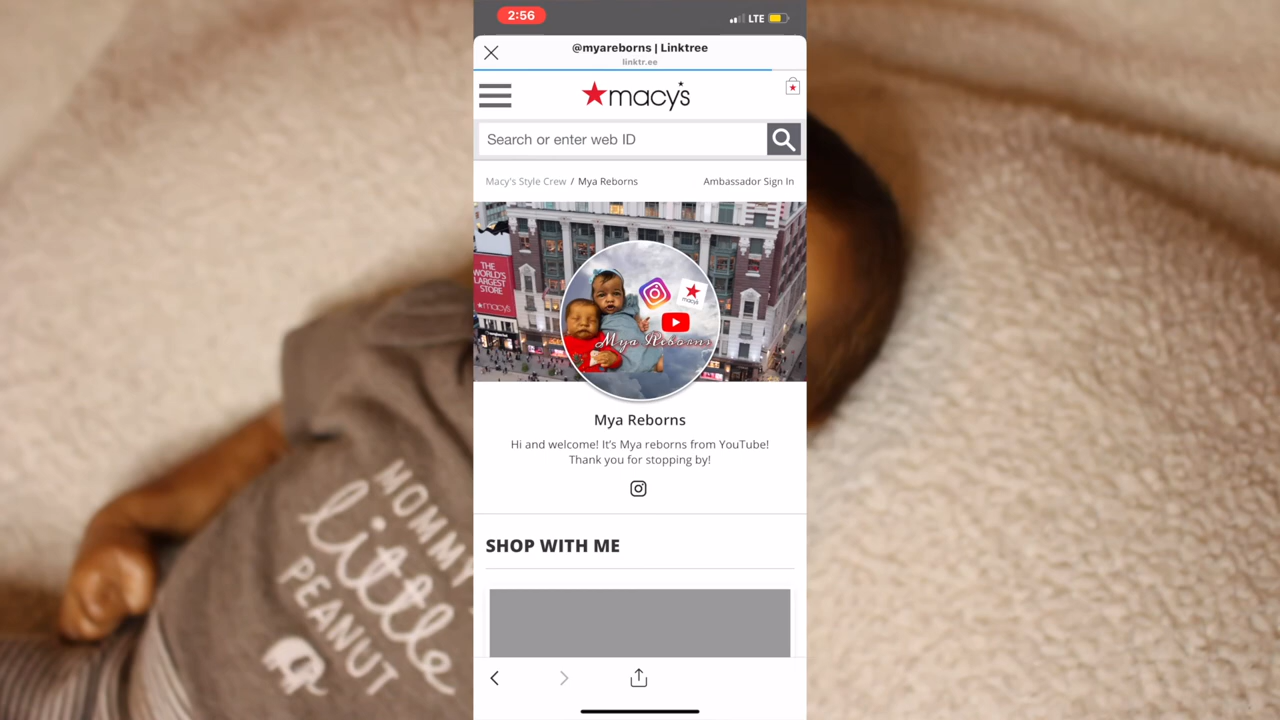 2:56
LTE
@myareborns | Linktree
linktr.ee
macy's
Search or enter web ID
Macy's Style Crew / Mya Reborns
Ambassador Sign In
THE
WORLD'S
LARGEST
STORE
macy's
macy's
Mya Reborns
Mya Reborns
Hi and welcome! It's Mya reborns from YouTube!
Thank you for stopping by!
SHOP WITH ME
MOMMY
little
PEANUT